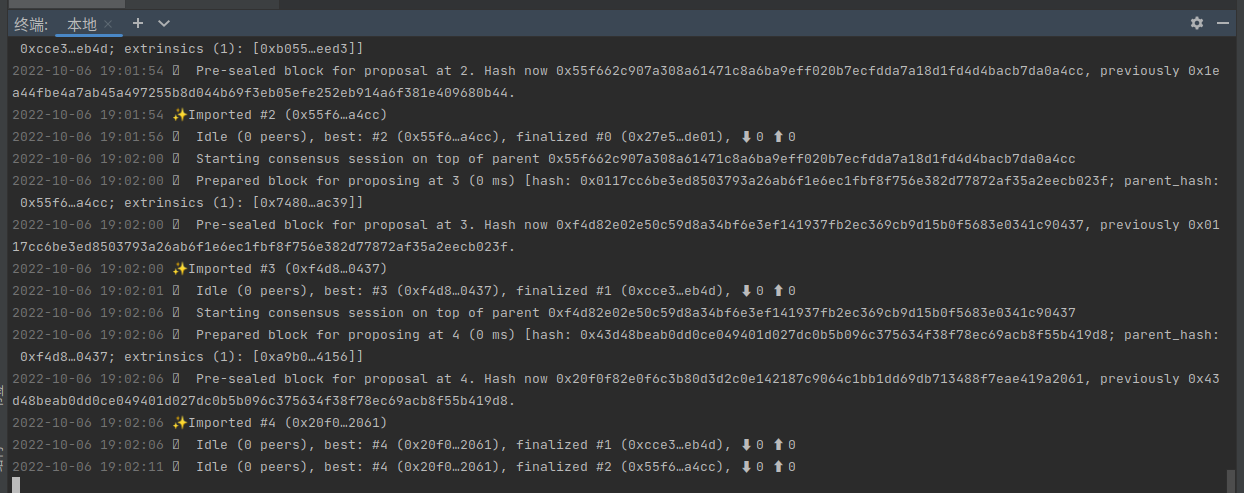 终端: 本地 × +
0xcce3…eb4d; extrinsics (1): [0xb055…eed3]]
2022-10-06 19:01:54 Pre-sealed block for proposal at 2. Hash now 0x55f662c907a308a61471c8a6ba9eff020b7ecfdda7a18d1fd4d4bacb7da0a4cc, previously 0x1e
a44fbe4a7ab45a497255b8d044b69f3eb05efe252eb914a6f381e409680b44.
2022-10-06 19:01:54 ✨Imported #2 (0x55f6…a4cc)
2022-10-06 19:01:56 Idle (0 peers), best: #2 (0x55f6…a4cc), finalized #0 (0x27e5…de01), ⬇ 0 ⬆ 0
2022-10-06 19:02:00 Starting consensus session on top of parent 0x55f662c907a308a61471c8a6ba9eff020b7ecfdda7a18d1fd4d4bacb7da0a4cc
2022-10-06 19:02:00 Prepared block for proposing at 3 (0 ms) [hash: 0x0117cc6be3ed8503793a26ab6f1e6ec1fbf8f756e382d77872af35a2eecb023f; parent_hash:
0x55f6…a4cc; extrinsics (1): [0x7480…ac39]]
2022-10-06 19:02:00 Pre-sealed block for proposal at 3. Hash now 0xf4d82e02e50c59d8a34bf6e3ef141937fb2ec369cb9d15b0f5683e0341c90437, previously 0x01
17cc6be3ed8503793a26ab6f1e6ec1fbf8f756e382d77872af35a2eecb023f.
2022-10-06 19:02:00 ✨Imported #3 (0xf4d8…0437)
2022-10-06 19:02:01 Idle (0 peers), best: #3 (0xf4d8…0437), finalized #1 (0xcce3…eb4d), ⬇ 0 ⬆ 0
2022-10-06 19:02:06 Starting consensus session on top of parent 0xf4d82e02e50c59d8a34bf6e3ef141937fb2ec369cb9d15b0f5683e0341c90437
2022-10-06 19:02:06 Prepared block for proposing at 4 (0 ms) [hash: 0x43d48beab0dd0ce049401d027dc0b5b096c375634f38f78ec69acb8f55b419d8; parent_hash:
0xf4d8…0437; extrinsics (1): [0xa9b0…4156]]
2022-10-06 19:02:06 Pre-sealed block for proposal at 4. Hash now 0x20f0f82e0f6c3b80d3d2c0e142187c9064c1bb1dd69db713488f7eae419a2061, previously 0x43
d48beab0dd0ce049401d027dc0b5b096c375634f38f78ec69acb8f55b419d8.
2022-10-06 19:02:06 ✨Imported #4 (0x20f0…2061)
2022-10-06 19:02:06 Idle (0 peers), best: #4 (0x20f0…2061), finalized #1 (0xcce3…eb4d), ⬇ 0 ⬆ 0
2022-10-06 19:02:11 Idle (0 peers), best: #4 (0x20f0…2061), finalized #2 (0x55f6…a4cc), ⬇ 0 ⬆ 0